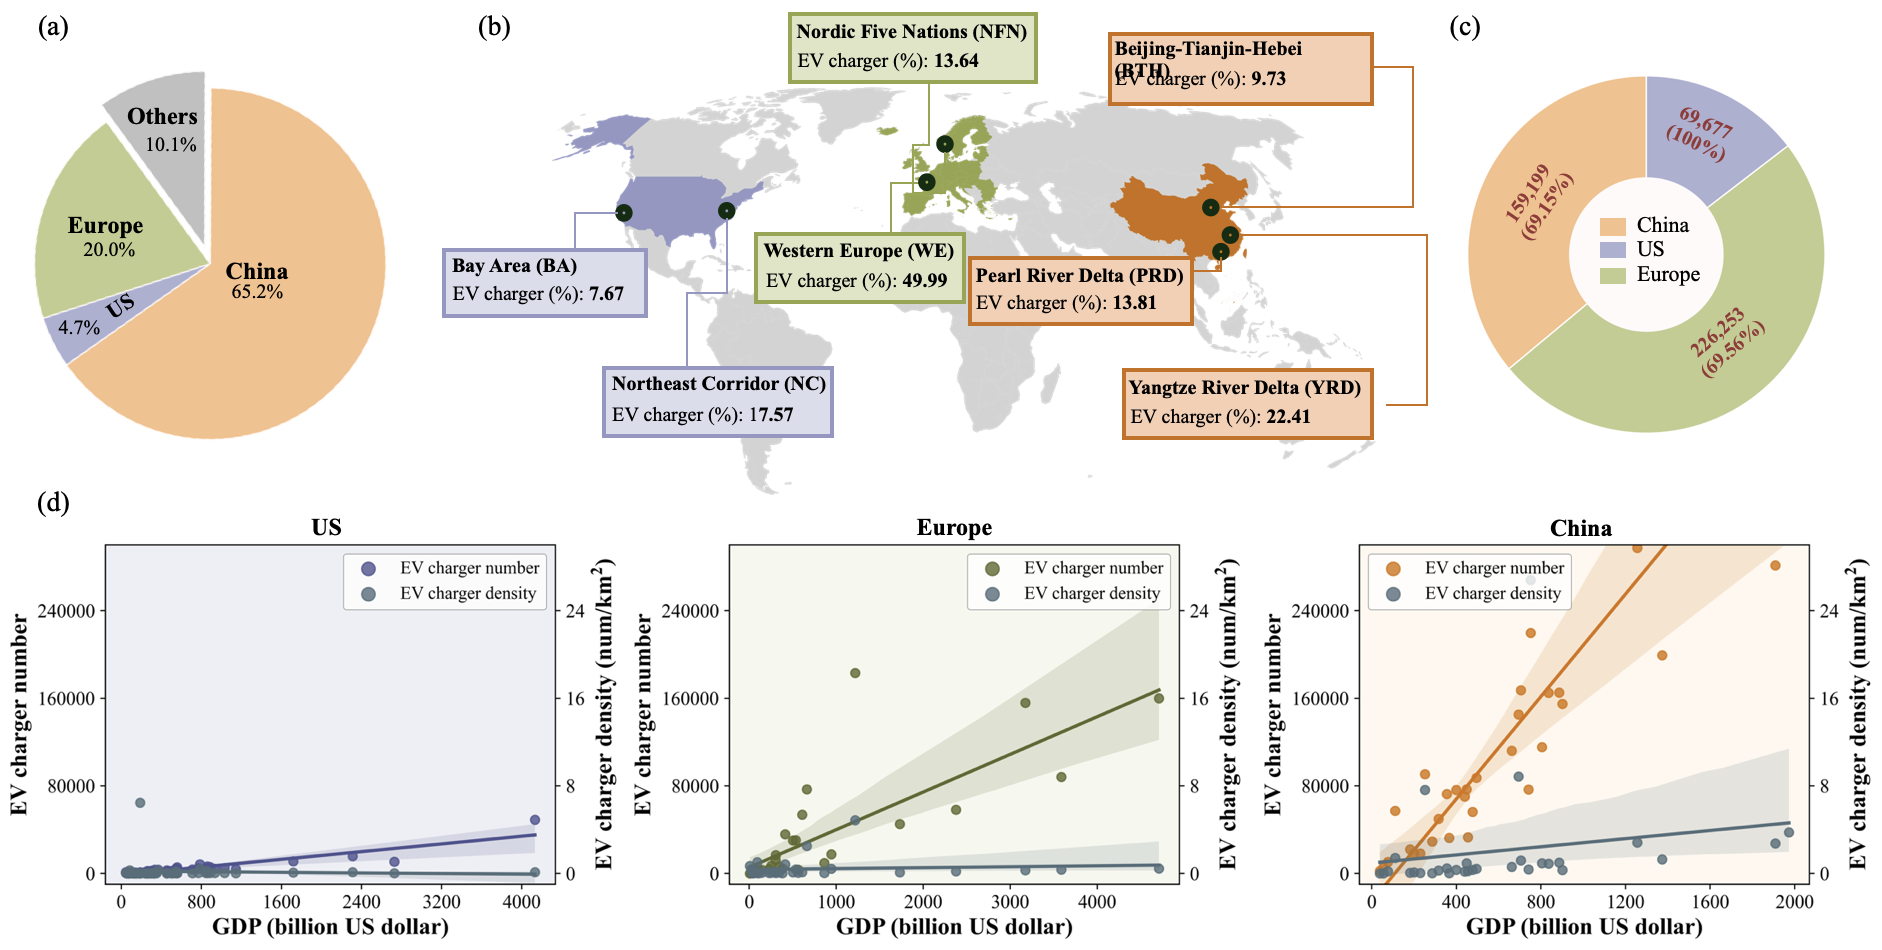 (a)
Others
10.1%
Europe
20.0%
China
65.2%
US
4.7%
(b)
Nordic Five Nations (NFN)
EV charger (%): 13.64
Beijing-Tianjin-Hebei
(BTH)
EV charger (%): 9.73
Bay Area (BA)
EV charger (%): 7.67
Western Europe (WE)
EV charger (%): 49.99
Pearl River Delta (PRD)
EV charger (%): 13.81
Northeast Corridor (NC)
EV charger (%): 17.57
Yangtze River Delta (YRD)
EV charger (%): 22.41
(c)
69,677
(100%)
159,199
(69.15%)
226,253
(69.56%)
China
US
Europe
(d)
US
EV charger number
EV charger density
240000
160000
80000
0
24
16
8
0
0 800 1600 2400 3200 4000
EV charger number
EV charger density (num/km²)
GDP (billion US dollar)
Europe
EV charger number
EV charger density
240000
160000
80000
0
24
16
8
0
0 1000 2000 3000 4000
EV charger number
EV charger density (num/km²)
GDP (billion US dollar)
China
EV charger number
EV charger density
240000
160000
80000
0
24
16
8
0
0 400 800 1200 1600 2000
EV charger number
EV charger density (num/km²)
GDP (billion US dollar)